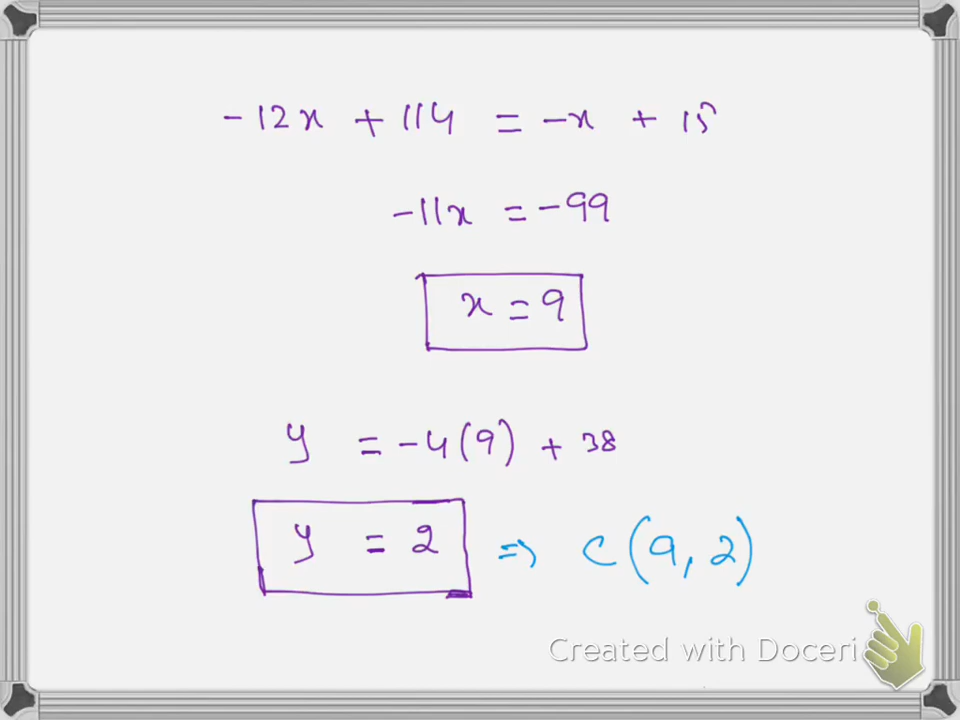 -12x + 114 = -x + 15
-11x = -99
x = 9
y = -4(9) + 38
y = 2 => C(9, 2)
Created with Doceri